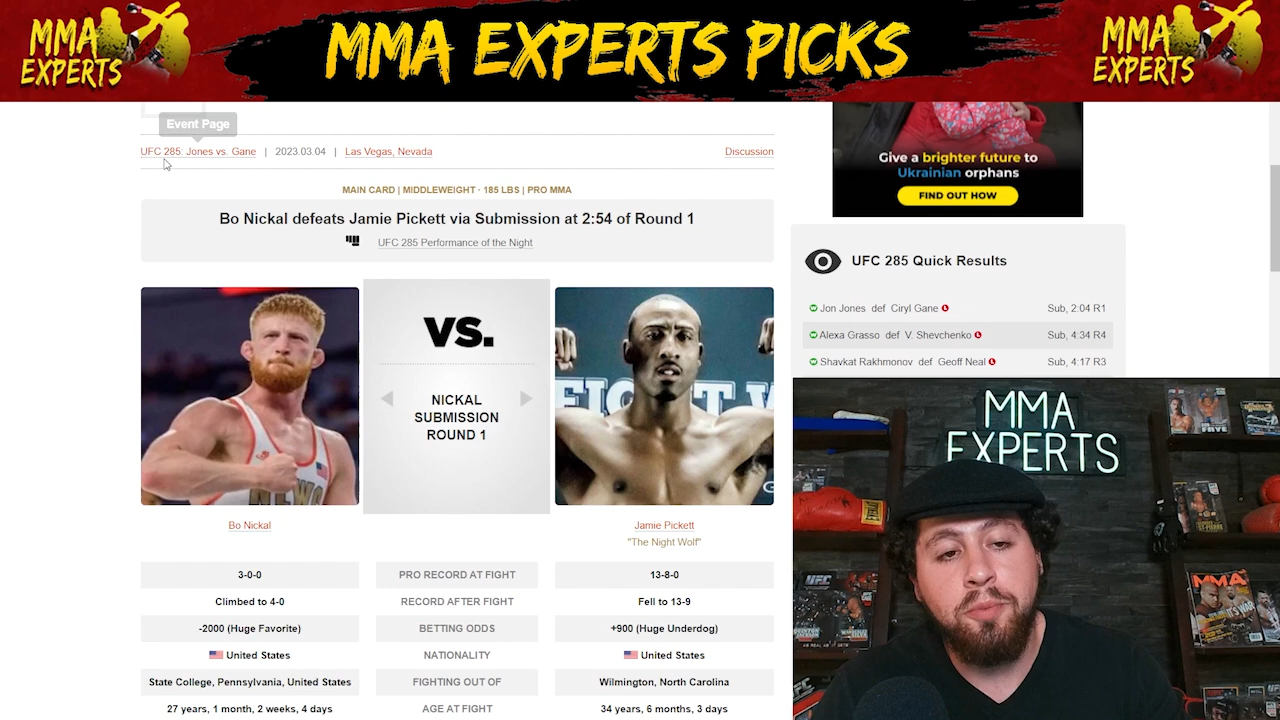 MMA EXPERTS
MMA EXPERTS PICKS
MMA EXPERTS
Event Page
UFC 285: Jones vs. Gane | 2023.03.04 | Las Vegas, Nevada
Discussion
MAIN CARD | MIDDLEWEIGHT · 185 LBS | PRO MMA
Bo Nickal defeats Jamie Pickett via Submission at 2:54 of Round 1
UFC 285 Performance of the Night
VS.
NICKAL
SUBMISSION
ROUND 1
FIGHT
Bo Nickal
Jamie Pickett
"The Night Wolf"
3-0-0 PRO RECORD AT FIGHT 13-8-0
Climbed to 4-0 RECORD AFTER FIGHT Fell to 13-9
-2000 (Huge Favorite) BETTING ODDS +900 (Huge Underdog)
United States NATIONALITY United States
State College, Pennsylvania, United States FIGHTING OUT OF Wilmington, North Carolina
27 years, 1 month, 2 weeks, 4 days AGE AT FIGHT 34 years, 6 months, 3 days
Give a brighter future to
Ukrainian orphans
FIND OUT HOW
UFC 285 Quick Results
Jon Jones def Ciryl Gane Sub, 2:04 R1
Alexa Grasso def V. Shevchenko Sub, 4:34 R4
Shavkat Rakhmonov def Geoff Neal Sub, 4:17 R3
MMA
EXPERTS
FRYE
UFC
MMA
IT'S WAR
UFC